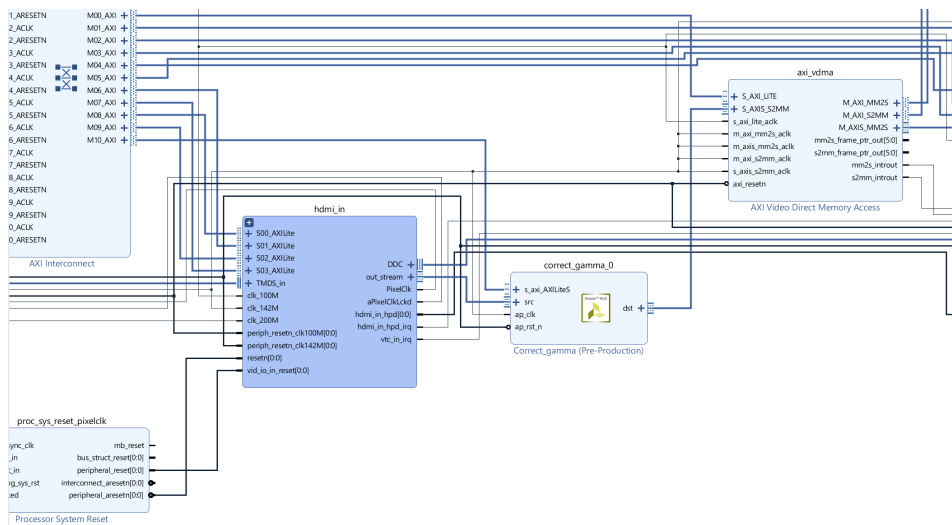 1_ARESETN
2_ACLK
2_ARESETN
3_ACLK
3_ARESETN
4_ACLK
4_ARESETN
5_ACLK
5_ARESETN
6_ACLK
6_ARESETN
7_ACLK
7_ARESETN
8_ACLK
8_ARESETN
9_ACLK
9_ARESETN
0_ACLK
0_ARESETN
M00_AXI
M01_AXI
M02_AXI
M03_AXI
M04_AXI
M05_AXI
M06_AXI
M07_AXI
M08_AXI
M09_AXI
M10_AXI
AXI Interconnect
hdmi_in
S00_AXILite
S01_AXILite
S02_AXILite
S03_AXILite
TMDS_in
clk_100M
clk_142M
clk_200M
periph_resetn_clk100M[0:0]
periph_resetn_clk142M[0:0]
resetn[0:0]
vid_io_in_reset[0:0]
DDC
out_stream
PixelClk
aPixelClkLckd
hdmi_in_hpd[0:0]
hdmi_in_hpd_irq
vtc_in_irq
correct_gamma_0
s_axi_AXILiteS
src
ap_clk
ap_rst_n
Vivado™ HLS
dst
Correct_gamma (Pre-Production)
axi_vdma
S_AXI_LITE
S_AXIS_S2MM
s_axi_lite_aclk
m_axi_mm2s_aclk
m_axis_mm2s_aclk
m_axi_s2mm_aclk
s_axis_s2mm_aclk
axi_resetn
M_AXI_MM2S
M_AXI_S2MM
M_AXIS_MM2S
mm2s_frame_ptr_out[5:0]
s2mm_frame_ptr_out[5:0]
mm2s_introut
s2mm_introut
AXI Video Direct Memory Access
proc_sys_reset_pixelclk
ync_clk
_in
t_in
g_sys_rst
ed
mb_reset
bus_struct_reset[0:0]
peripheral_reset[0:0]
interconnect_aresetn[0:0]
peripheral_aresetn[0:0]
Processor System Reset